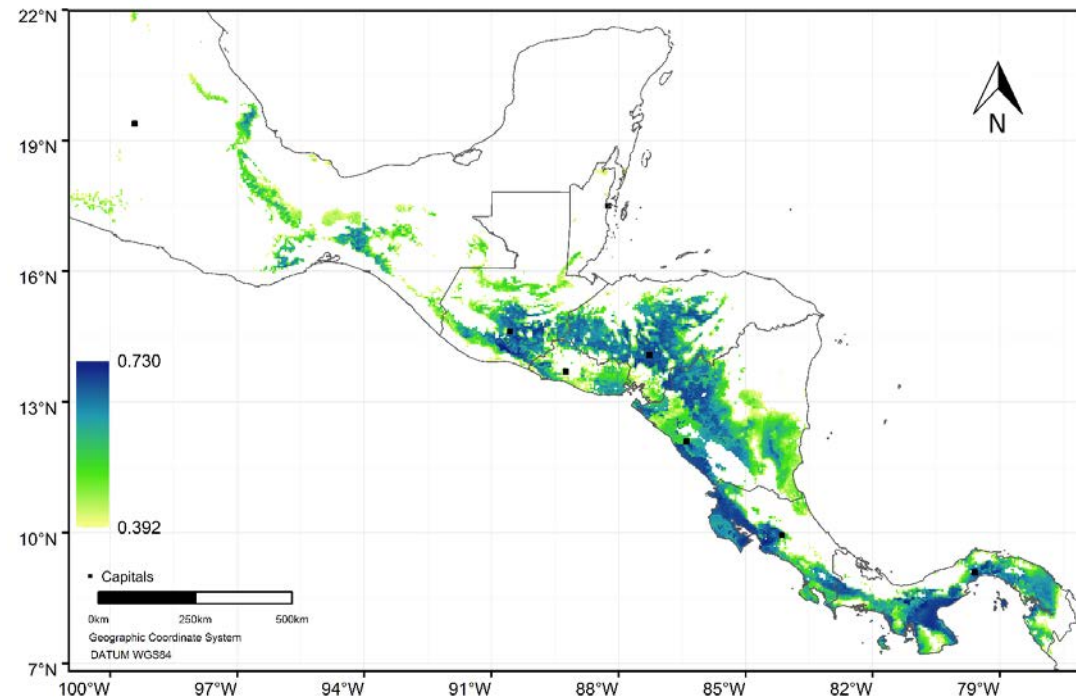 22°N
19°N
16°N
13°N
10°N
7°N
N
0.730
0.392
Capitals
0km 250km 500km
Geographic Coordinate System
DATUM WGS84
100°W 97°W 94°W 91°W 88°W 85°W 82°W 79°W